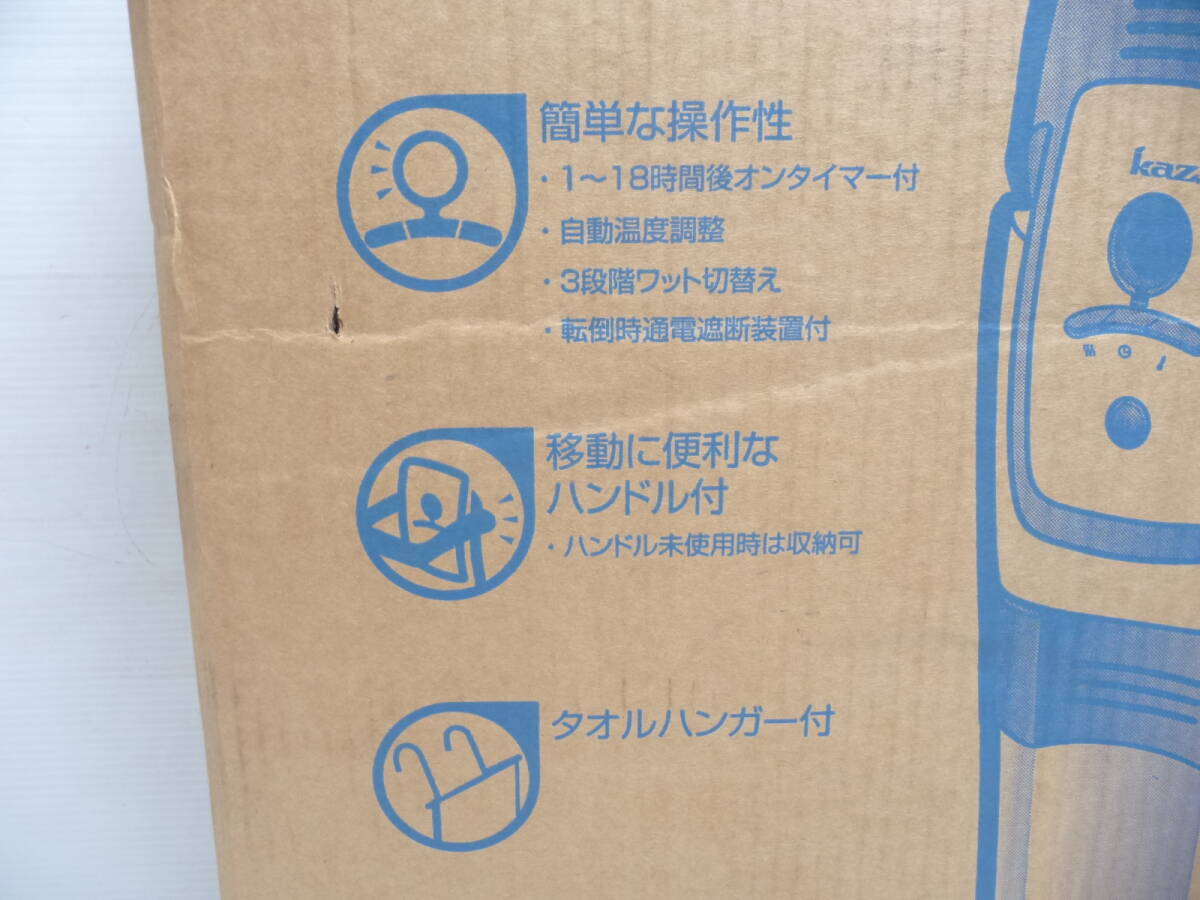 簡単な操作性
・1～18時間後オンタイマー付
・自動温度調整
・3段階ワット切替え
・転倒時通電遮断装置付
移動に便利な
ハンドル付
・ハンドル未使用時は収納可
タオルハンガー付
kaz